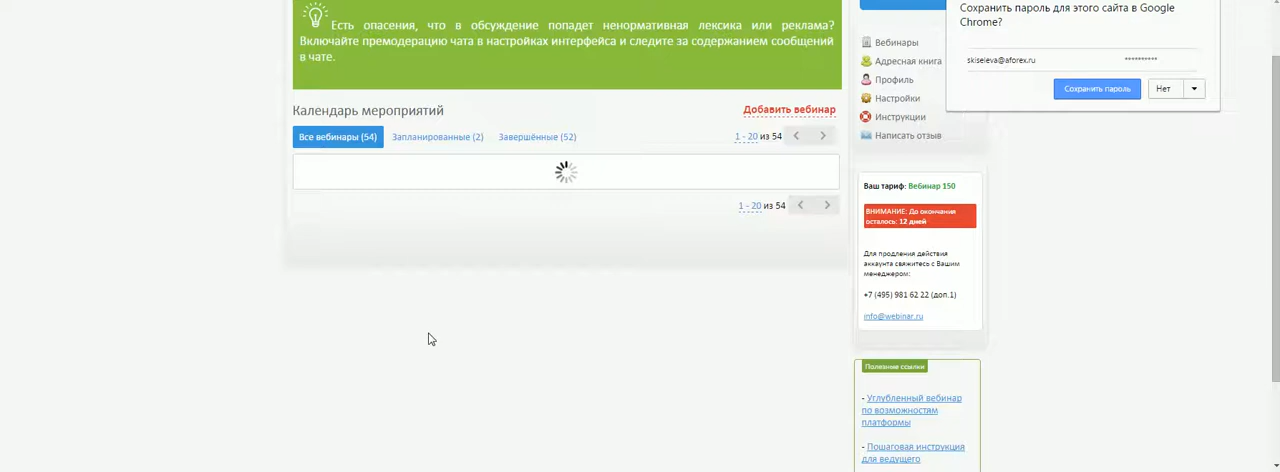 Есть опасения, что в обсуждение попадет ненормативная лексика или реклама?
Включайте премодерацию чата в настройках интерфейса и следите за содержанием сообщений
в чате.
Календарь мероприятий
Добавить вебинар
Все вебинары (54)
Запланированные (2)
Завершённые (52)
1 - 20 из 54
1 - 20 из 54
Вебинары
Адресная книга
Профиль
Настройки
Инструкции
Написать отзыв
Сохранить пароль для этого сайта в Google
Chrome?
skiseleva@aforex.ru
**********
Сохранить пароль
Нет
Ваш тариф: Вебинар 150
ВНИМАНИЕ: До окончания
осталось: 12 дней
Для продления действия
аккаунта свяжитесь с Вашим
менеджером:
+7 (495) 981 62 22 (доп.1)
info@webinar.ru
Полезные ссылки
- Углубленный вебинар
по возможностям
платформы
- Пошаговая инструкция
для ведущего